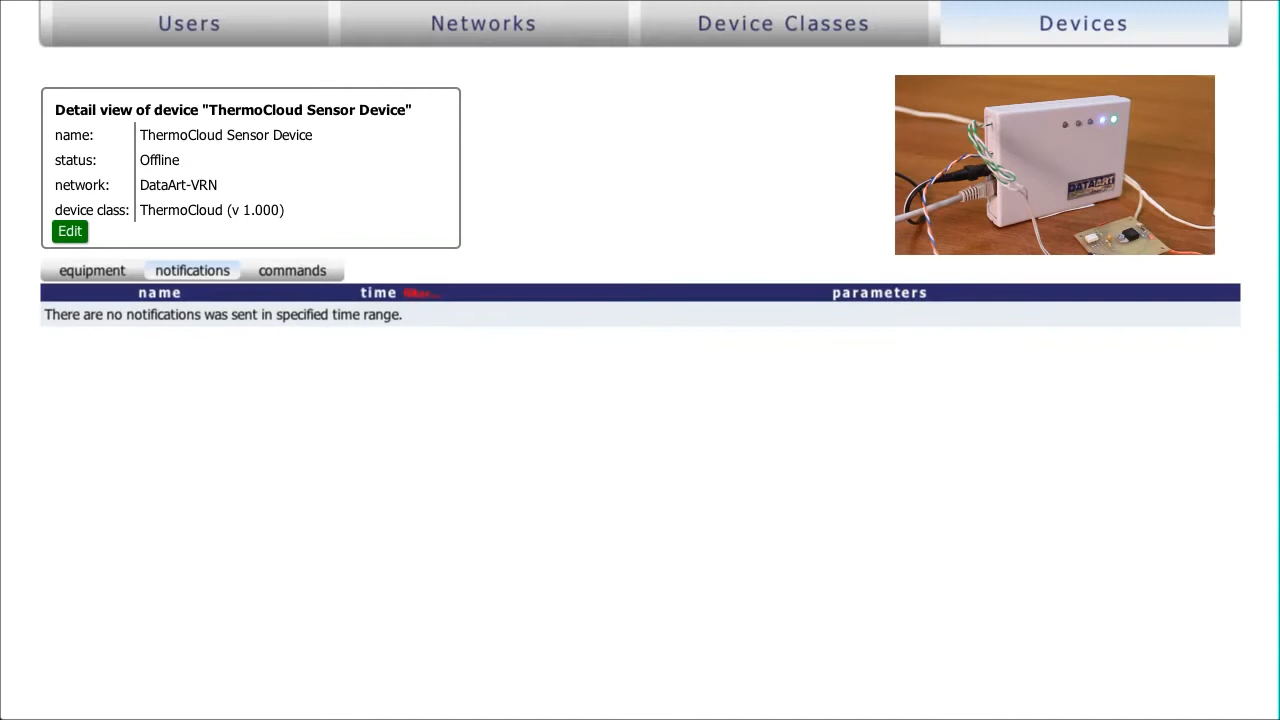 Users
Networks
Device Classes
Devices
Detail view of device "ThermoCloud Sensor Device"
name: ThermoCloud Sensor Device
status: Offline
network: DataArt-VRN
device class: ThermoCloud (v 1.000)
Edit
DATAART
equipment
notifications
commands
name
time
filter...
parameters
There are no notifications was sent in specified time range.